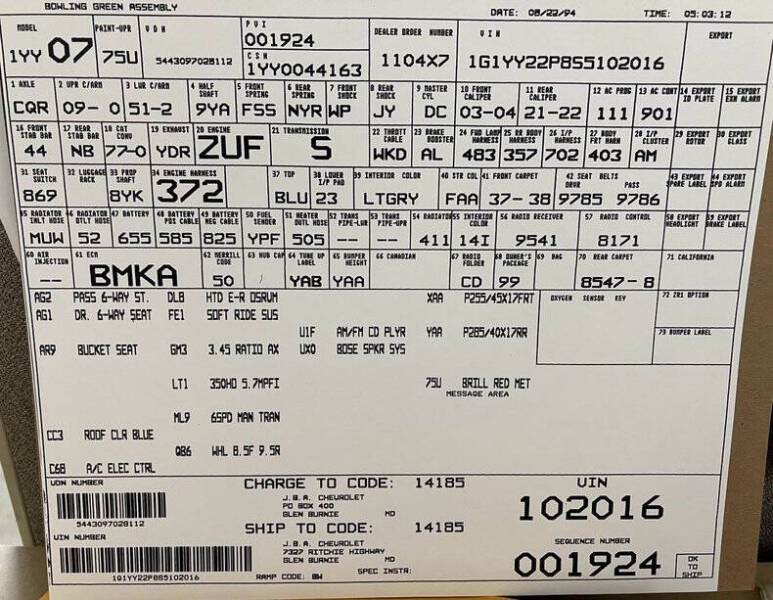 BOWLING GREEN ASSEMBLY DATE: 08/22/94 TIME: 05:03:12
MODEL 1YY 07 PAINT-UPR 75U V D N 5443097028112 P V I 001924 C S N 1YY0044163 DEALER ORDER NUMBER 1104X7 V I N 1G1YY22P8S5102016 EXPORT
1 AXLE CQR 2 UPR C/ARM 09- 0 3 LWR C/ARM 51-2 4 HALF SHAFT 9YA 5 FRONT SPRING FSS 6 REAR SPRING NYR 7 FRONT SHOCK WP 8 REAR SHOCK JY 9 MASTER CYL DC 10 FRONT CALIPER 03-04 11 REAR CALIPER 21-22 12 AC PROG 111 13 AC CONT 901 14 EXPORT ID PLATE 15 EXPORT EXH ALARM
16 FRONT STAB BAR 44 17 REAR STAB BAR NB 18 CAT CONV 77-0 19 EXHAUST YDR 20 ENGINE ZUF 21 TRANSMISSION S 22 THROTT CABLE WKD 23 BRAKE BOOSTER AL 24 FWD LAMP HARNESS 483 25 RR BODY HARNESS 357 26 I/P HARNESS 702 27 BODY FRT HARN 403 28 I/P CLUSTER AM 29 EXPORT ROTOR 30 EXPORT GLASS
31 SEAT SWITCH 869 32 LUGGAGE RACK 33 PROP SHAFT 8YK 34 ENGINE HARNESS 372 37 TOP BLU 38 LOWER I/P PAD 23 39 INTERIOR COLOR LTGRY 40 STR COL FAA 41 FRONT CARPET 37- 38 42 SEAT BELTS DRVR 9785 PASS 9786 43 EXPORT SPARE LABEL 44 EXPORT SPD ALARM
45 RADIATOR INLT HOSE MUW 46 RADIATOR OTLT HOSE 52 47 BATTERY 655 48 BATTERY POS CABLE 585 49 BATTERY NEG CABLE 825 50 FUEL SENDER YPF 51 HEATER OUTL HOSE 505 52 TRANS PIPE-LWR -- 53 TRANS PIPE-UPR -- 54 RADIATOR 411 55 INTERIOR COLOR 14I 56 RADIO RECEIVER 9541 57 RADIO CONTROL 8171 58 EXPORT HEADLIGHT 59 EXPORT BRAKE LABEL
60 AIR INJECTION -- 61 ECM BMKA 62 MERRILL CODE 50 63 HUB CAP 64 TUNE UP LABEL YAB 65 BUMPER HEIGHT YAA 66 CANADIAN 67 RADIO FOLDER CD 68 OWNER'S PACKAGE 99 69 BAG 70 REAR CARPET 8547-8 71 CALIFORNIA
AG2 PASS 6-WAY ST. DL8 HTD E-R OSRUM XAA P255/45X17FRT OXYGEN SENSOR KEY 72 ZR1 OPTION
AG1 DR. 6-WAY SEAT FE1 SOFT RIDE SUS
U1F AM/FM CD PLYR YAA P285/40X17RR
73 BUMPER LABEL
AR9 BUCKET SEAT GM3 3.45 RATIO AX UX0 BOSE SPKR SYS
LT1 350HO 5.7MPFI 75U BRILL RED MET
MESSAGE AREA
ML9 6SPD MAN TRAN
CC3 ROOF CLR BLUE
QB6 WHL 8.5F 9.5R
C68 A/C ELEC CTRL
VDN NUMBER CHARGE TO CODE: 14185 VIN
J.B.A. CHEVROLET
PO BOX 400
GLEN BURNIE MD
102016
5443097028112 SHIP TO CODE: 14185
VIN NUMBER J.B.A. CHEVROLET SEQUENCE NUMBER
7327 RITCHIE HIGHWAY
GLEN BURNIE MD
001924 OK TO SHIP
1G1YY22P8S5102016 RAMP CODE: BW SPEC INSTR: